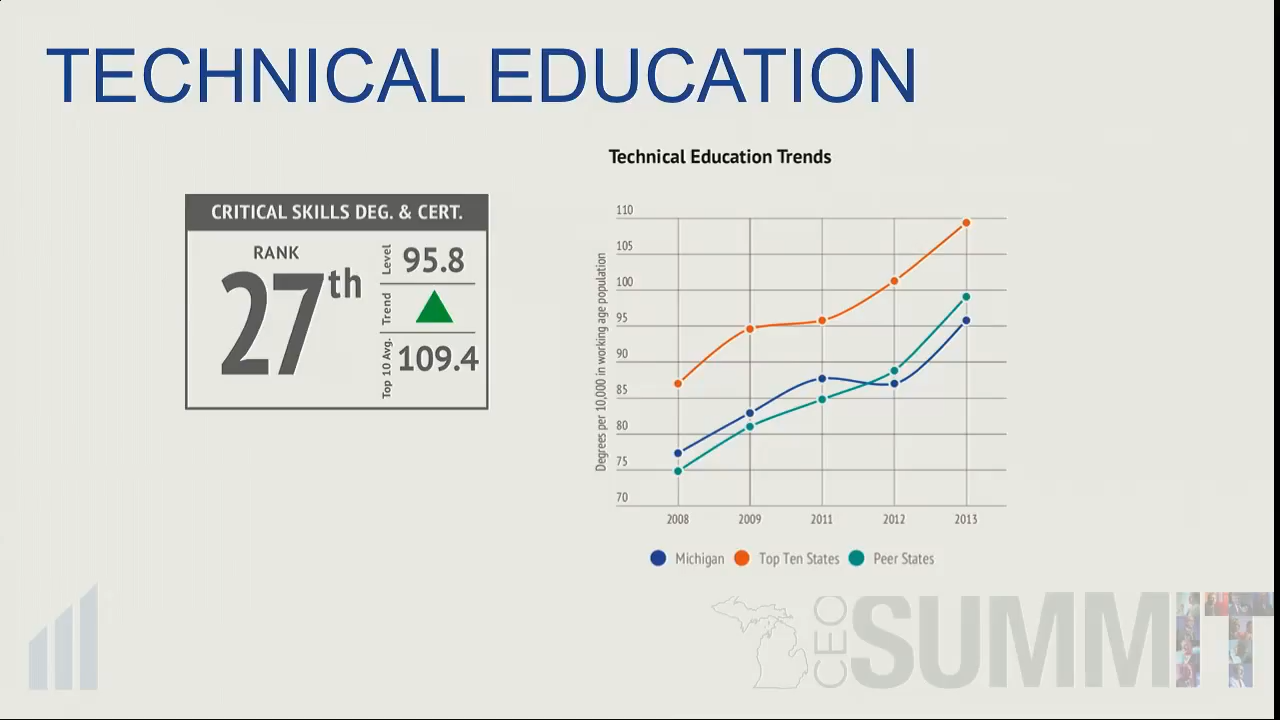 TECHNICAL EDUCATION
CRITICAL SKILLS DEG. & CERT.
RANK
27th
Level
95.8
Trend
Top 10 Avg.
109.4
Technical Education Trends
Degrees per 10,000 in working age population
110
105
100
95
90
85
80
75
70
2008 2009 2011 2012 2013
Michigan Top Ten States Peer States
CEO SUMMIT